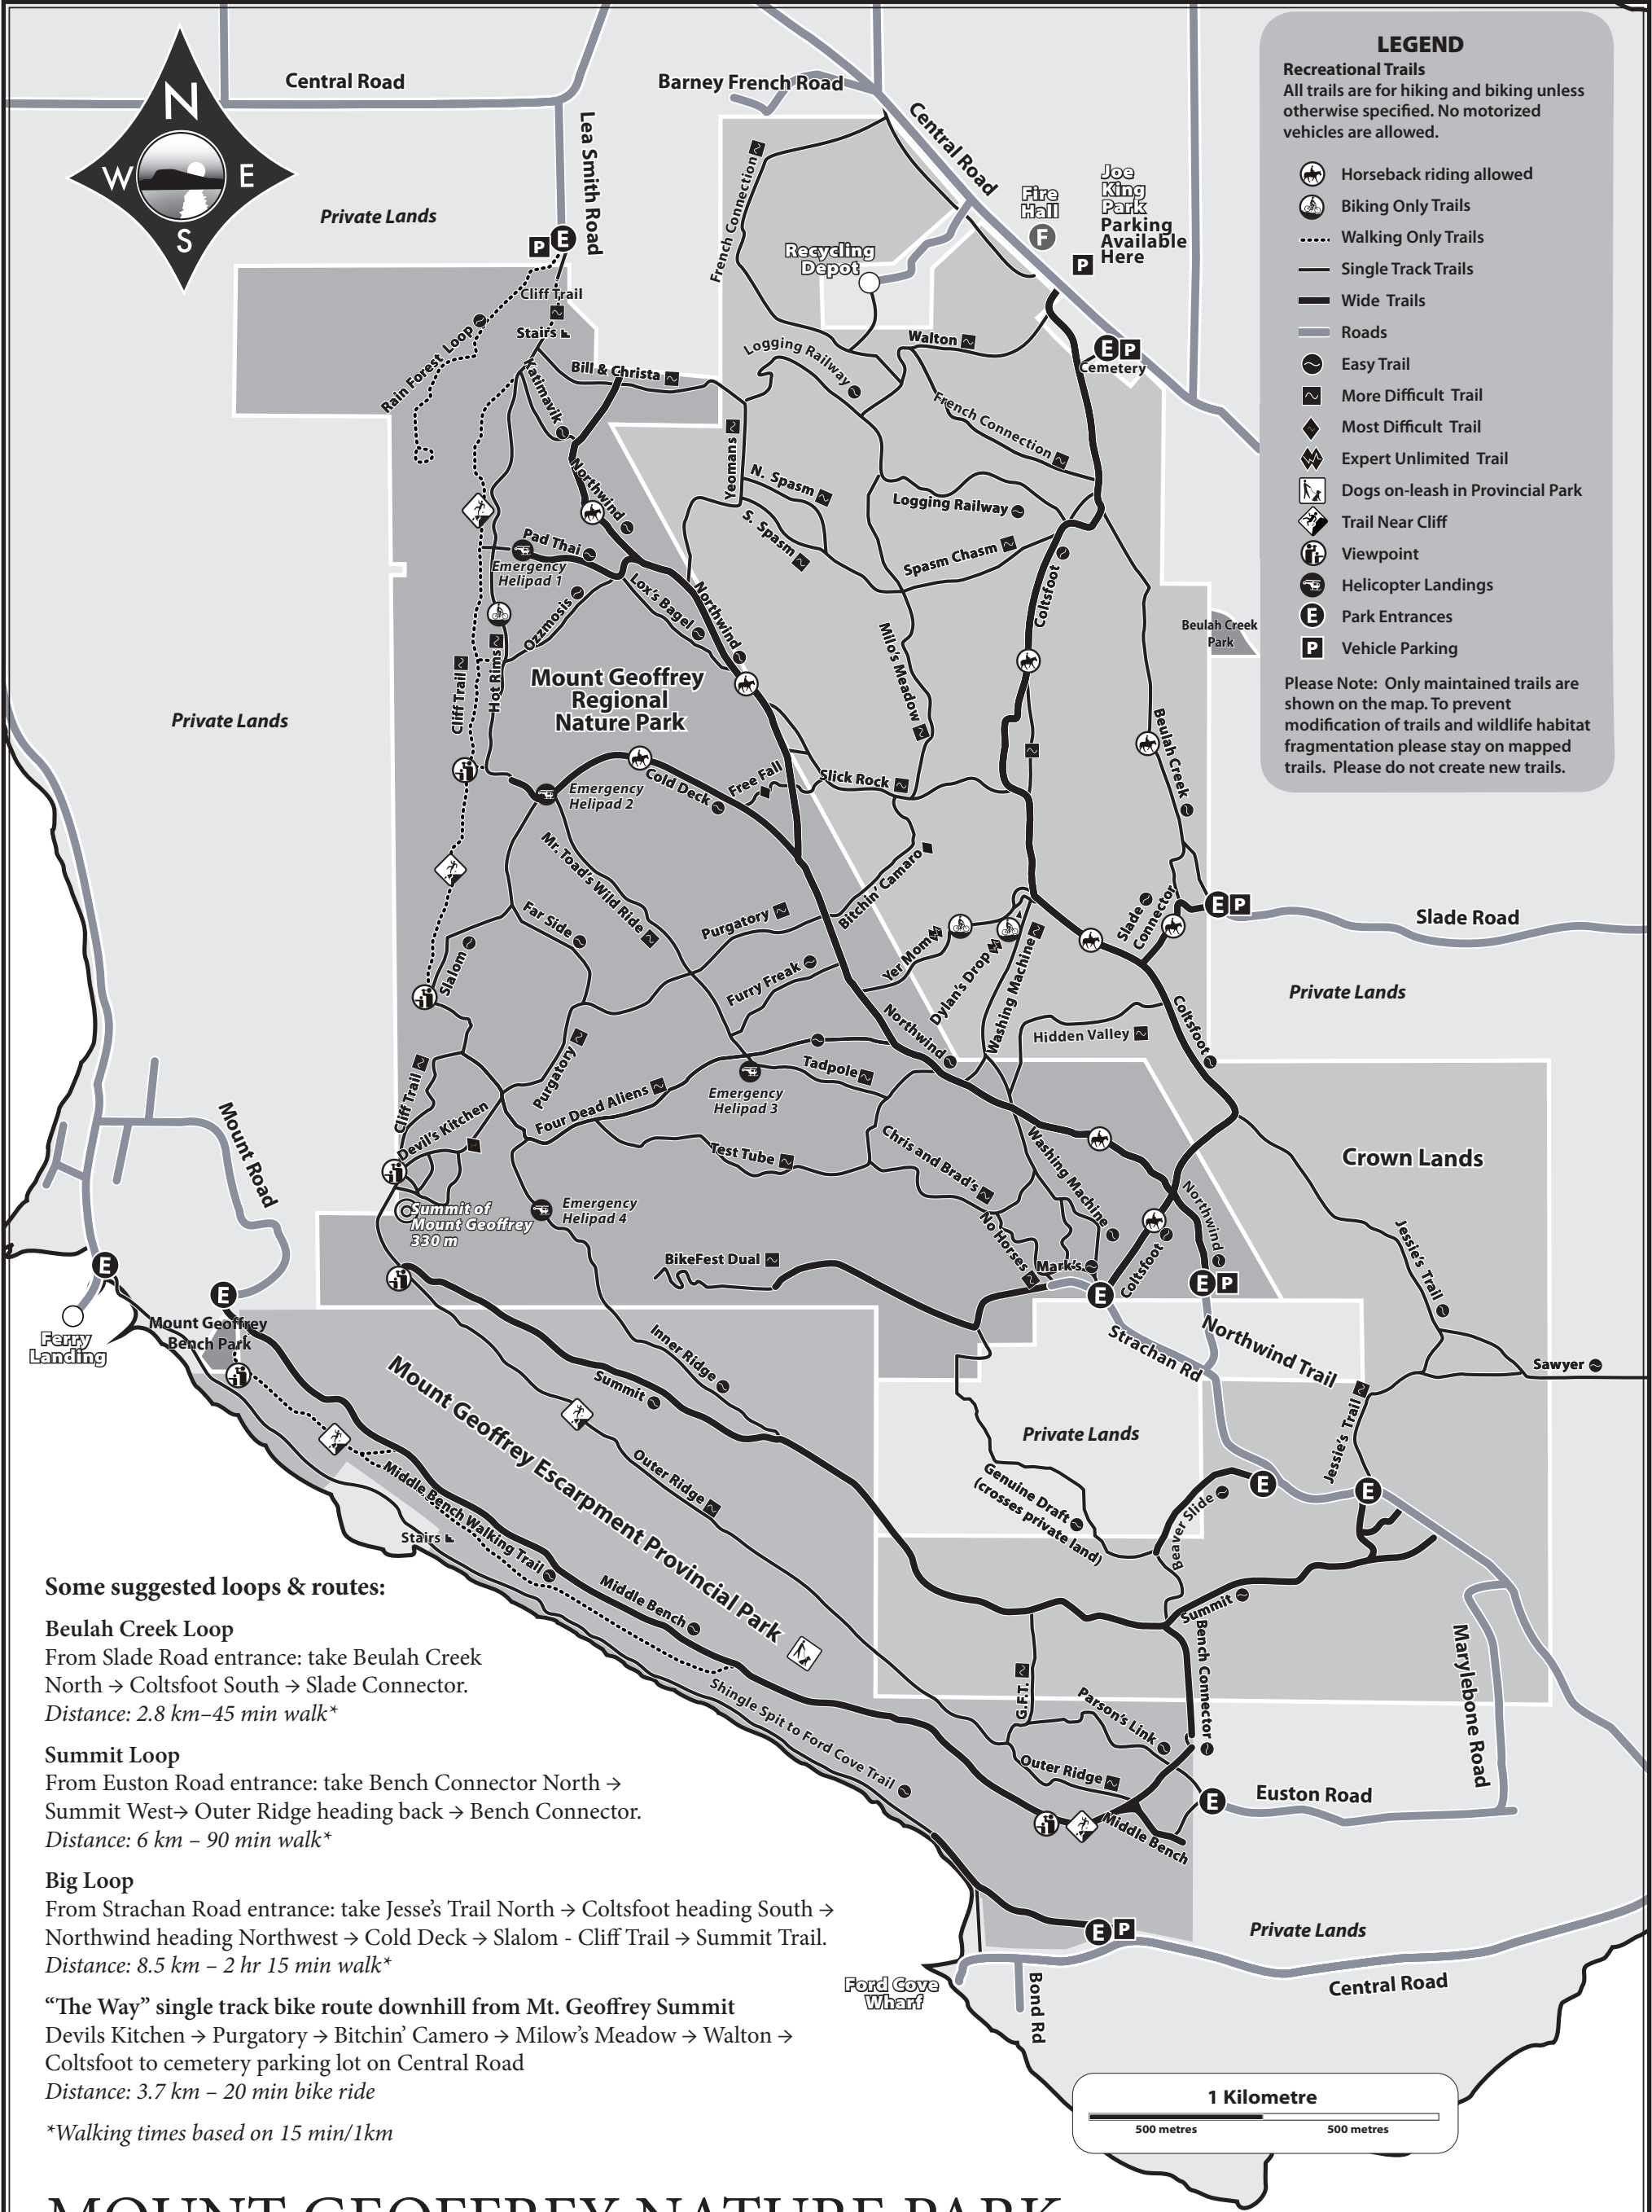 Central Road
Barney French Road
Central Road
Lea Smith Road
N
W
E
S
Private Lands
P
E
Cliff Trail
Stairs
Rain Forest Loop
Katimavik
Bill & Christa
French Connection
Recycling
Depot
Fire
Hall
F
Joe
King
Park
Parking
Available
Here
P
E
P
Cemetery
Walton
Logging Railway
French Connection
Yeomans
N. Spasm
S. Spasm
Logging Railway
Spasm Chasm
Northwind
Pad Thai
Emergency
Helipad 1
Ozzmosis
Lox's Bagel
Northwind
Coltsfoot
Milo's Meadow
Beulah Creek
Park
Beulah Creek
Cliff Trail
Hot Rims
Mount Geoffrey
Regional
Nature Park
Private Lands
Emergency
Helipad 2
Cold Deck
Free Fall
Slick Rock
Mr. Toad's Wild Ride
Bitchin' Camaro
Purgatory
Far Side
Slalom
Furry Freak
Yer Mom
Dylan's Drop
Washing Machine
Slade
Connector
E
P
Slade Road
Private Lands
Coltsfoot
Hidden Valley
Northwind
Tadpole
Emergency
Helipad 3
Purgatory
Four Dead Aliens
Cliff Trail
Devil's Kitchen
Test Tube
Chris and Brad's
Washing Machine
No Horses
Mark's
Coltsfoot
Northwind
Crown Lands
Jessie's Trail
Mount Road
Summit of
Mount Geoffrey
330 m
Emergency
Helipad 4
BikeFest Dual
E
E
P
E
Ferry
Landing
E
Mount Geoffrey
Bench Park
Strachan Rd
Northwind Trail
Sawyer
Inner Ridge
Summit
Mount Geoffrey Escarpment Provincial Park
Outer Ridge
Private Lands
Jessie's Trail
Genuine Draft
(crosses private land)
Beaver Slide
E
E
Middle Bench Walking Trail
Stairs
Middle Bench
Summit
Bench Connector
Marylebone Road
Shingle Spit to Ford Cove Trail
G.F.T.
Parson's Link
Outer Ridge
E
Euston Road
Middle Bench
E
P
Private Lands
Central Road
Ford Cove
Wharf
Bond Rd
LEGEND
Recreational Trails
All trails are for hiking and biking unless
otherwise specified. No motorized
vehicles are allowed.
Horseback riding allowed
Biking Only Trails
Walking Only Trails
Single Track Trails
Wide Trails
Roads
Easy Trail
More Difficult Trail
Most Difficult Trail
Expert Unlimited Trail
Dogs on-leash in Provincial Park
Trail Near Cliff
Viewpoint
Helicopter Landings
E Park Entrances
P Vehicle Parking
Please Note: Only maintained trails are
shown on the map. To prevent
modification of trails and wildlife habitat
fragmentation please stay on mapped
trails. Please do not create new trails.
Some suggested loops & routes:
Beulah Creek Loop
From Slade Road entrance: take Beulah Creek
North → Coltsfoot South → Slade Connector.
Distance: 2.8 km–45 min walk*
Summit Loop
From Euston Road entrance: take Bench Connector North →
Summit West→ Outer Ridge heading back → Bench Connector.
Distance: 6 km – 90 min walk*
Big Loop
From Strachan Road entrance: take Jesse's Trail North → Coltsfoot heading South →
Northwind heading Northwest → Cold Deck → Slalom - Cliff Trail → Summit Trail.
Distance: 8.5 km – 2 hr 15 min walk*
“The Way” single track bike route downhill from Mt. Geoffrey Summit
Devils Kitchen → Purgatory → Bitchin' Camero → Milow's Meadow → Walton →
Coltsfoot to cemetery parking lot on Central Road
Distance: 3.7 km – 20 min bike ride
*Walking times based on 15 min/1km
1 Kilometre
500 metres
500 metres
MOUNT GEOFFREY NATURE PARK